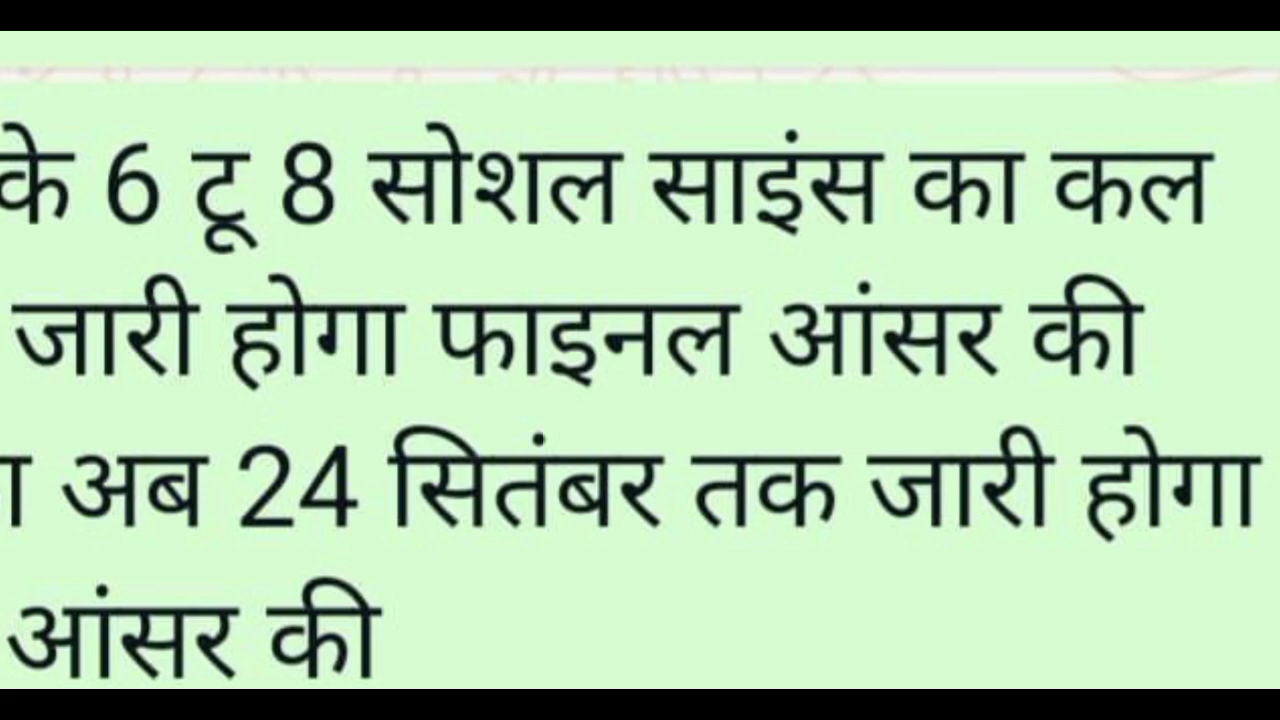 के 6 टू 8 सोशल साइंस का कल
जारी होगा फाइनल आंसर की
अब 24 सितंबर तक जारी होगा
आंसर की